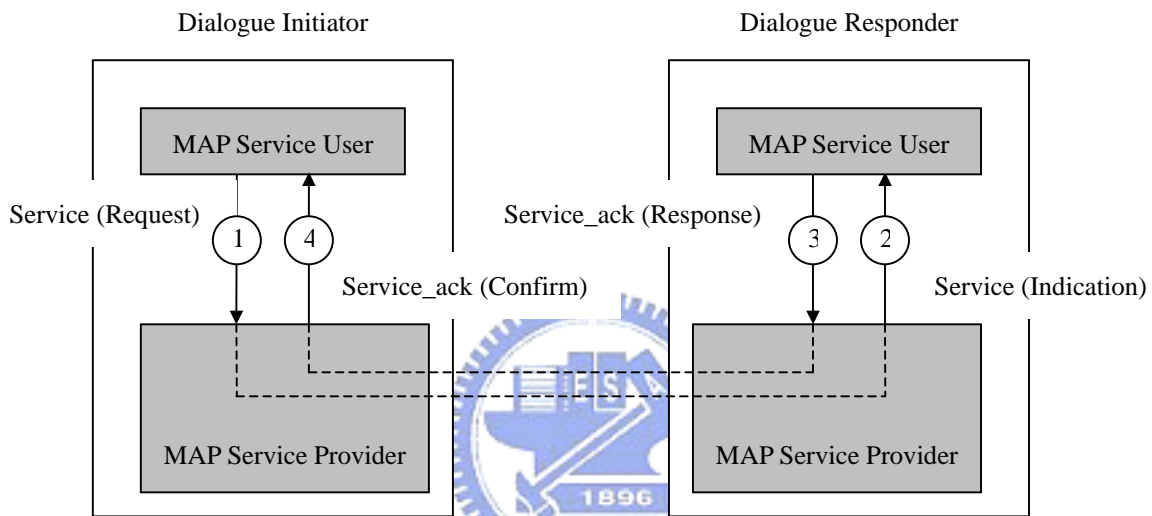 Dialogue Initiator
Dialogue Responder
MAP Service User
MAP Service User
Service (Request)
Service_ack (Response)
1
4
3
2
Service_ack (Confirm)
Service (Indication)
ES
MAP Service Provider
MAP Service Provider
1896